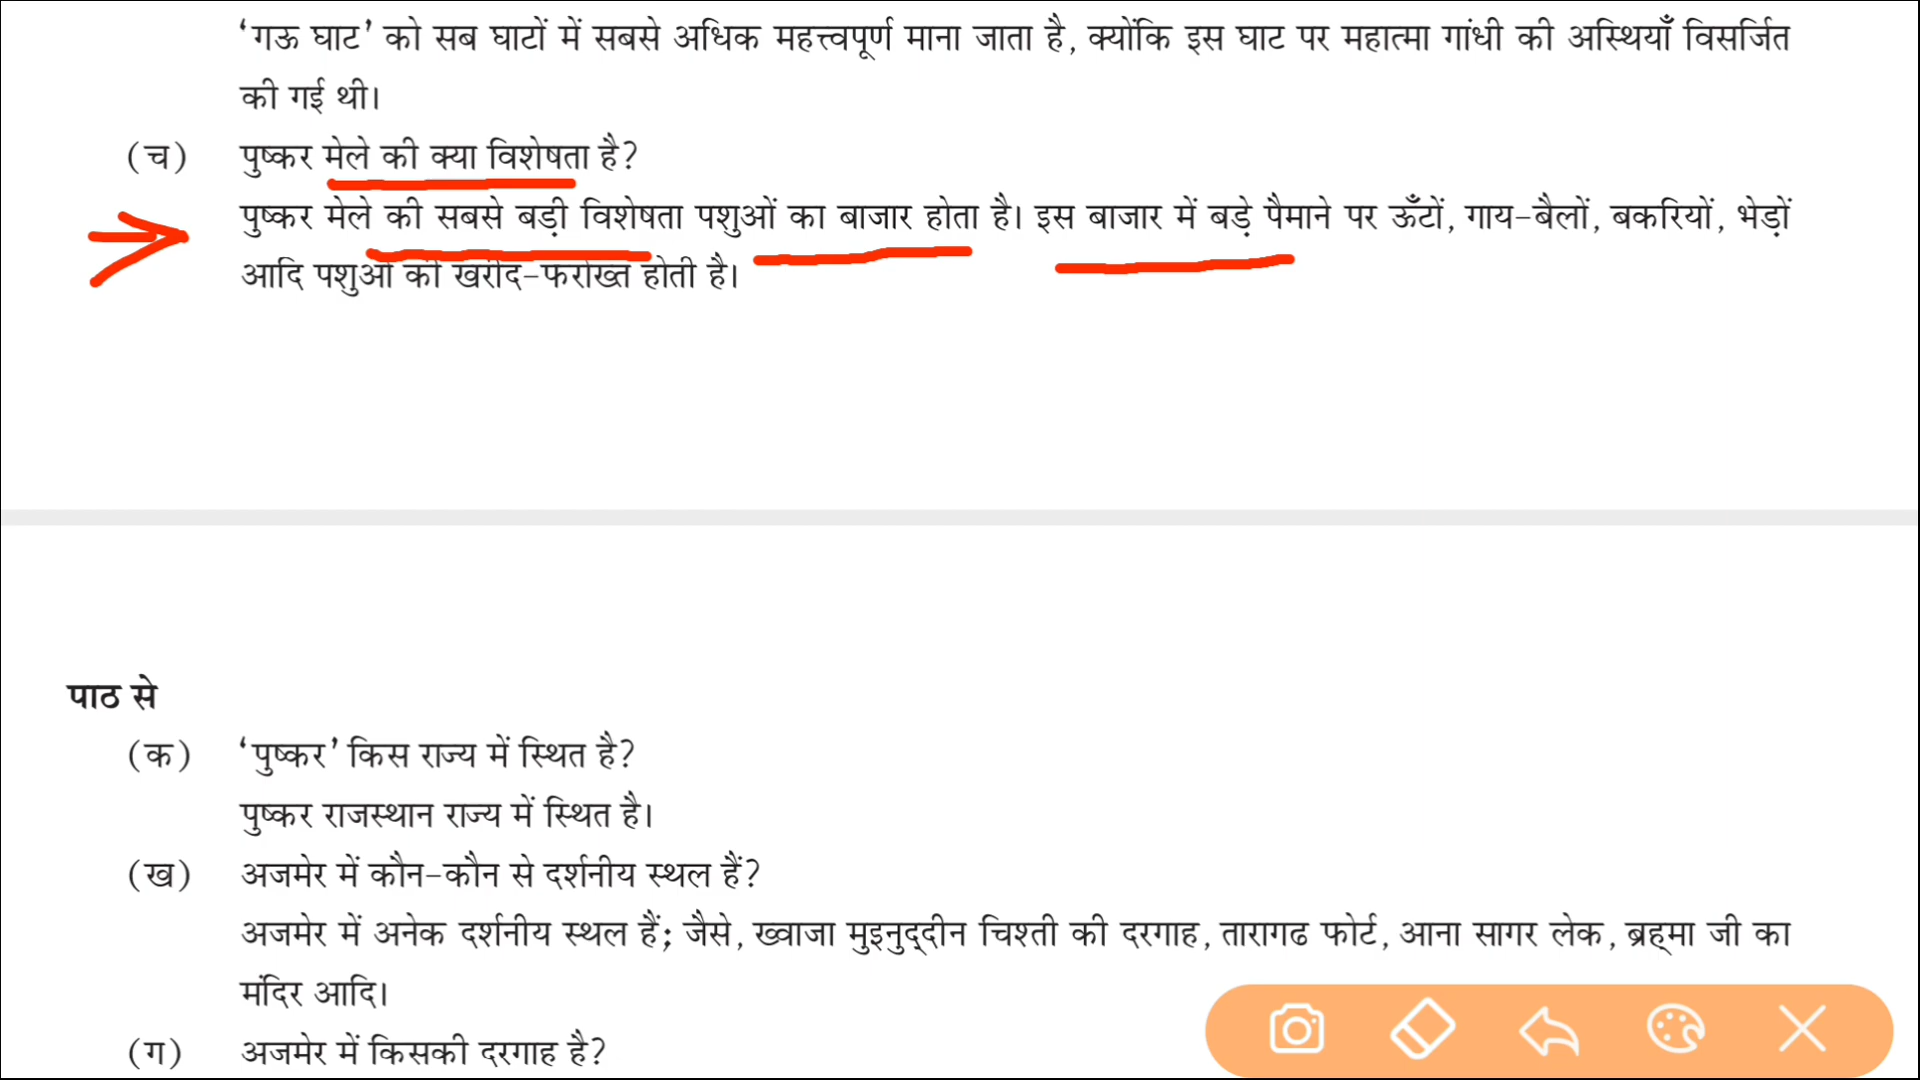 ‘गऊ घाट’ को सब घाटों में सबसे अधिक महत्त्वपूर्ण माना जाता है, क्योंकि इस घाट पर महात्मा गांधी की अस्थियाँ विसर्जित
की गई थी।
(च) पुष्कर मेले की क्या विशेषता है?
पुष्कर मेले की सबसे बड़ी विशेषता पशुओं का बाजार होता है। इस बाजार में बड़े पैमाने पर ऊँटों, गाय-बैलों, बकरियों, भेड़ों
आदि पशुओं की खरीद-फरोख्त होती है।
पाठ से
(क) ‘पुष्कर’ किस राज्य में स्थित है?
पुष्कर राजस्थान राज्य में स्थित है।
(ख) अजमेर में कौन-कौन से दर्शनीय स्थल हैं?
अजमेर में अनेक दर्शनीय स्थल हैं; जैसे, ख्वाजा मुइनुद्दीन चिश्ती की दरगाह, तारागढ फोर्ट, आना सागर लेक, ब्रह्मा जी का
मंदिर आदि।
(ग) अजमेर में किसकी दरगाह है?